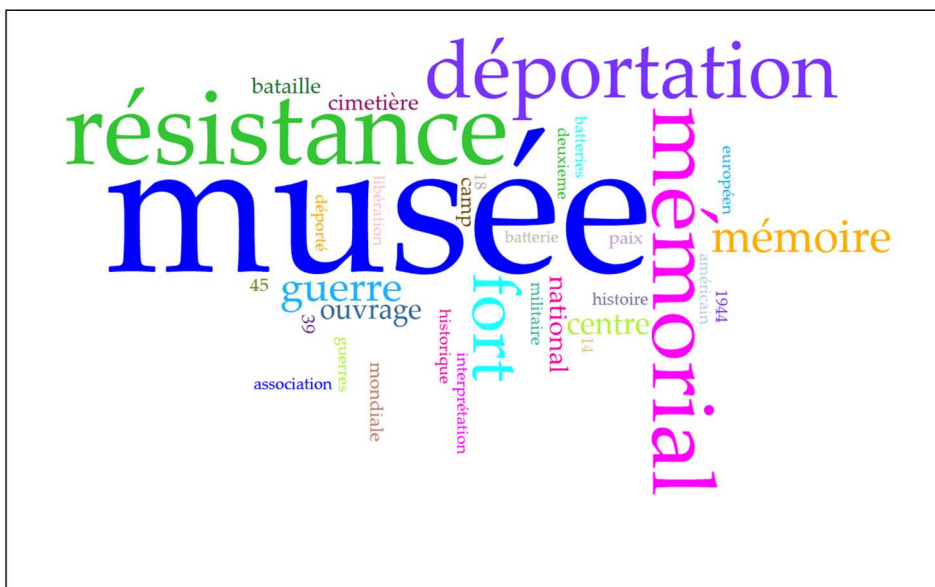 déportation
bataille
cimetière
résistance
musée
mémorial
batteries
deuxieme
européen
18
camp
libération
déporté
batterie
paix
mémoire
américain
45
guerre
fort
national
militaire
histoire
1944
ouvrage
39
centre
14
historique
guerres
interprétation
mondiale
association